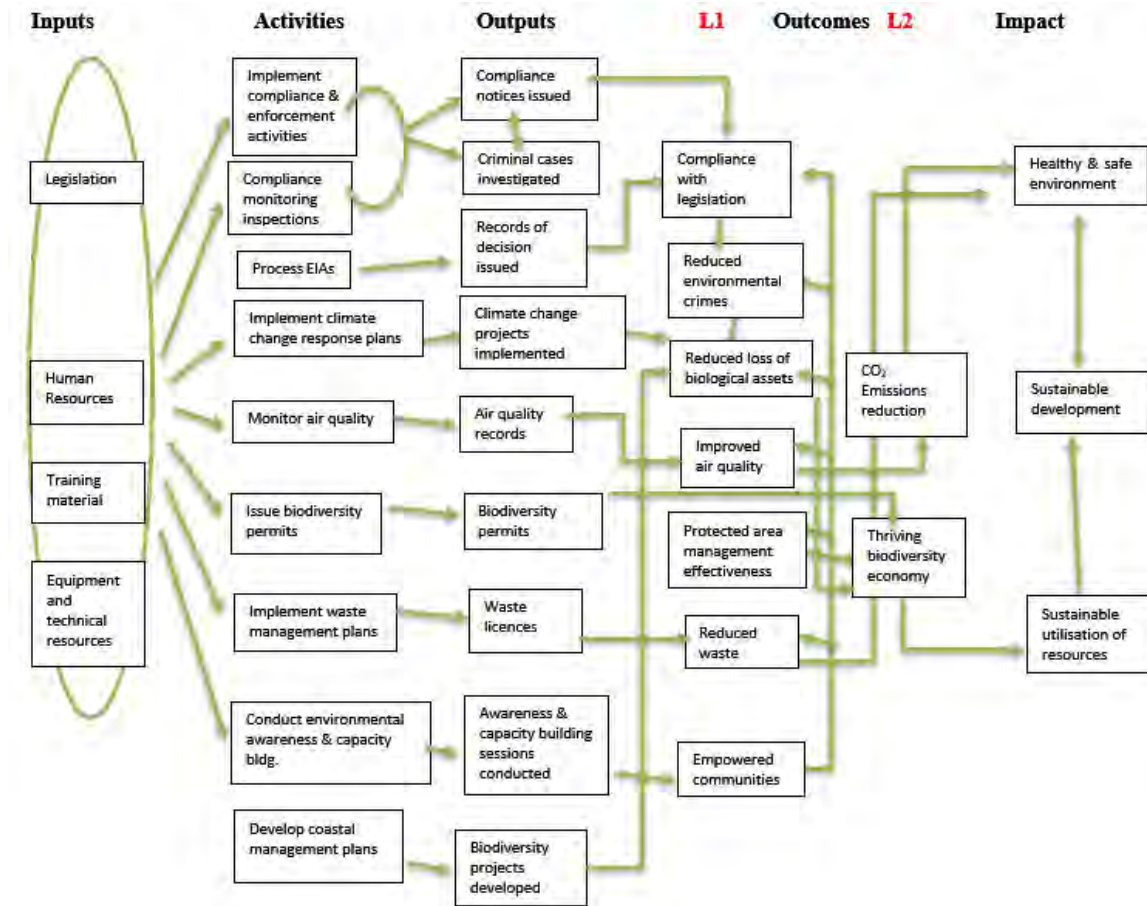 Inputs
Activities
Outputs
L1
Outcomes
L2
Impact
Legislation
Human
Resources
Training
material
Equipment
and
technical
resources
Implement
compliance &
enforcement
activities
Compliance
monitoring
inspections
Process EIAs
Implement climate
change response plans
Monitor air quality
Issue biodiversity
permits
Implement waste
management plans
Conduct environmental
awareness & capacity
bldg.
Develop coastal
management plans
Compliance
notices issued
Criminal cases
investigated
Records of
decision
issued
Climate change
projects
implemented
Air quality
records
Biodiversity
permits
Waste
licences
Awareness &
capacity building
sessions
conducted
Biodiversity
projects
developed
Compliance
with
legislation
Reduced
environmental
crimes
Reduced loss of
biological assets
Improved
air quality
Protected area
management
effectiveness
Reduced
waste
Empowered
communities
CO₂
Emissions
reduction
Thriving
biodiversity
economy
Healthy & safe
environment
Sustainable
development
Sustainable
utilisation of
resources